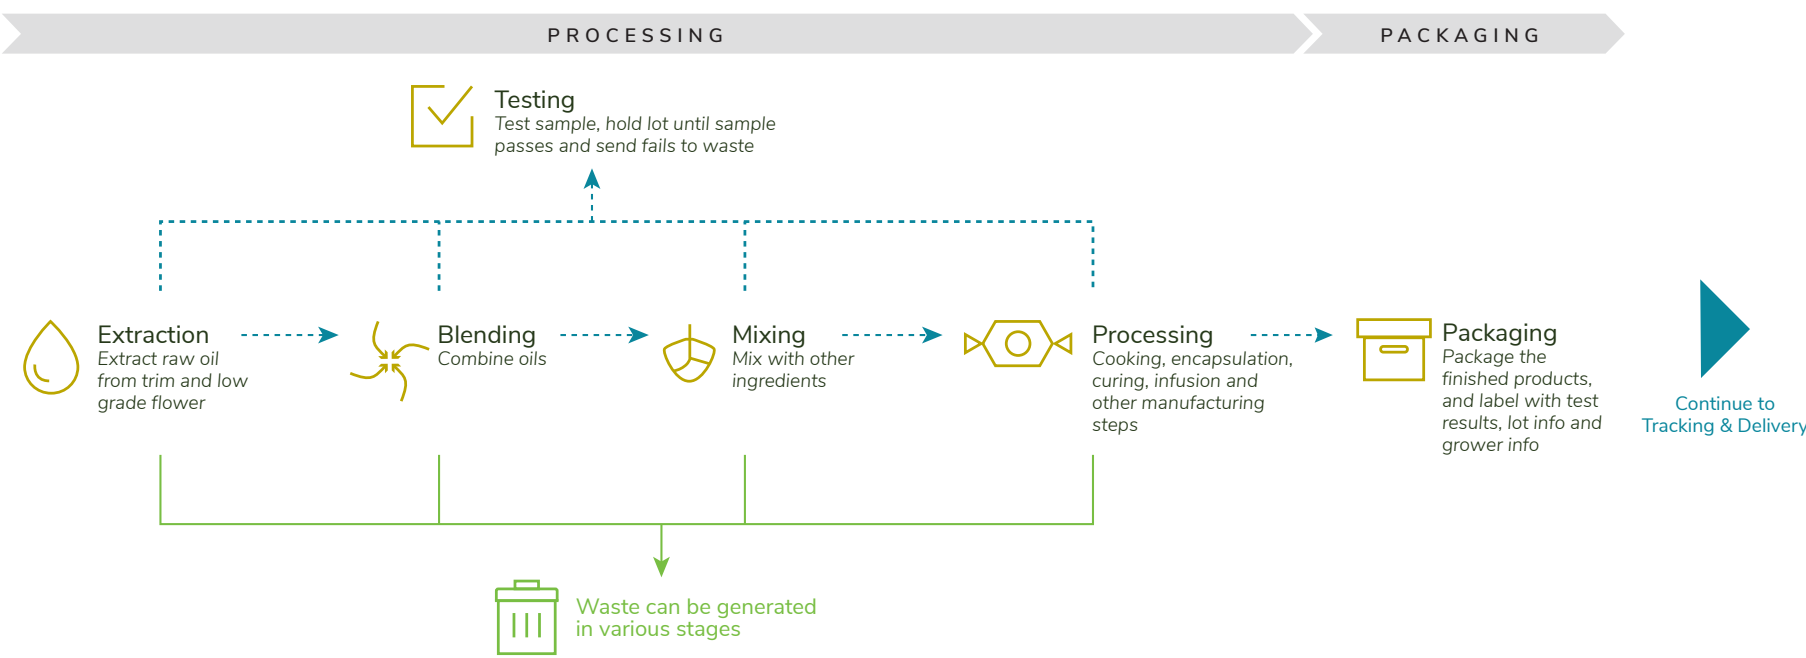 PROCESSING
PACKAGING
Testing
Test sample, hold lot until sample
passes and send fails to waste
Extraction
Extract raw oil
from trim and low
grade flower
Blending
Combine oils
Mixing
Mix with other
ingredients
Processing
Cooking, encapsulation,
curing, infusion and
other manufacturing
steps
Packaging
Package the
finished products,
and label with test
results, lot info and
grower info
Continue to
Tracking & Delivery
Waste can be generated
in various stages